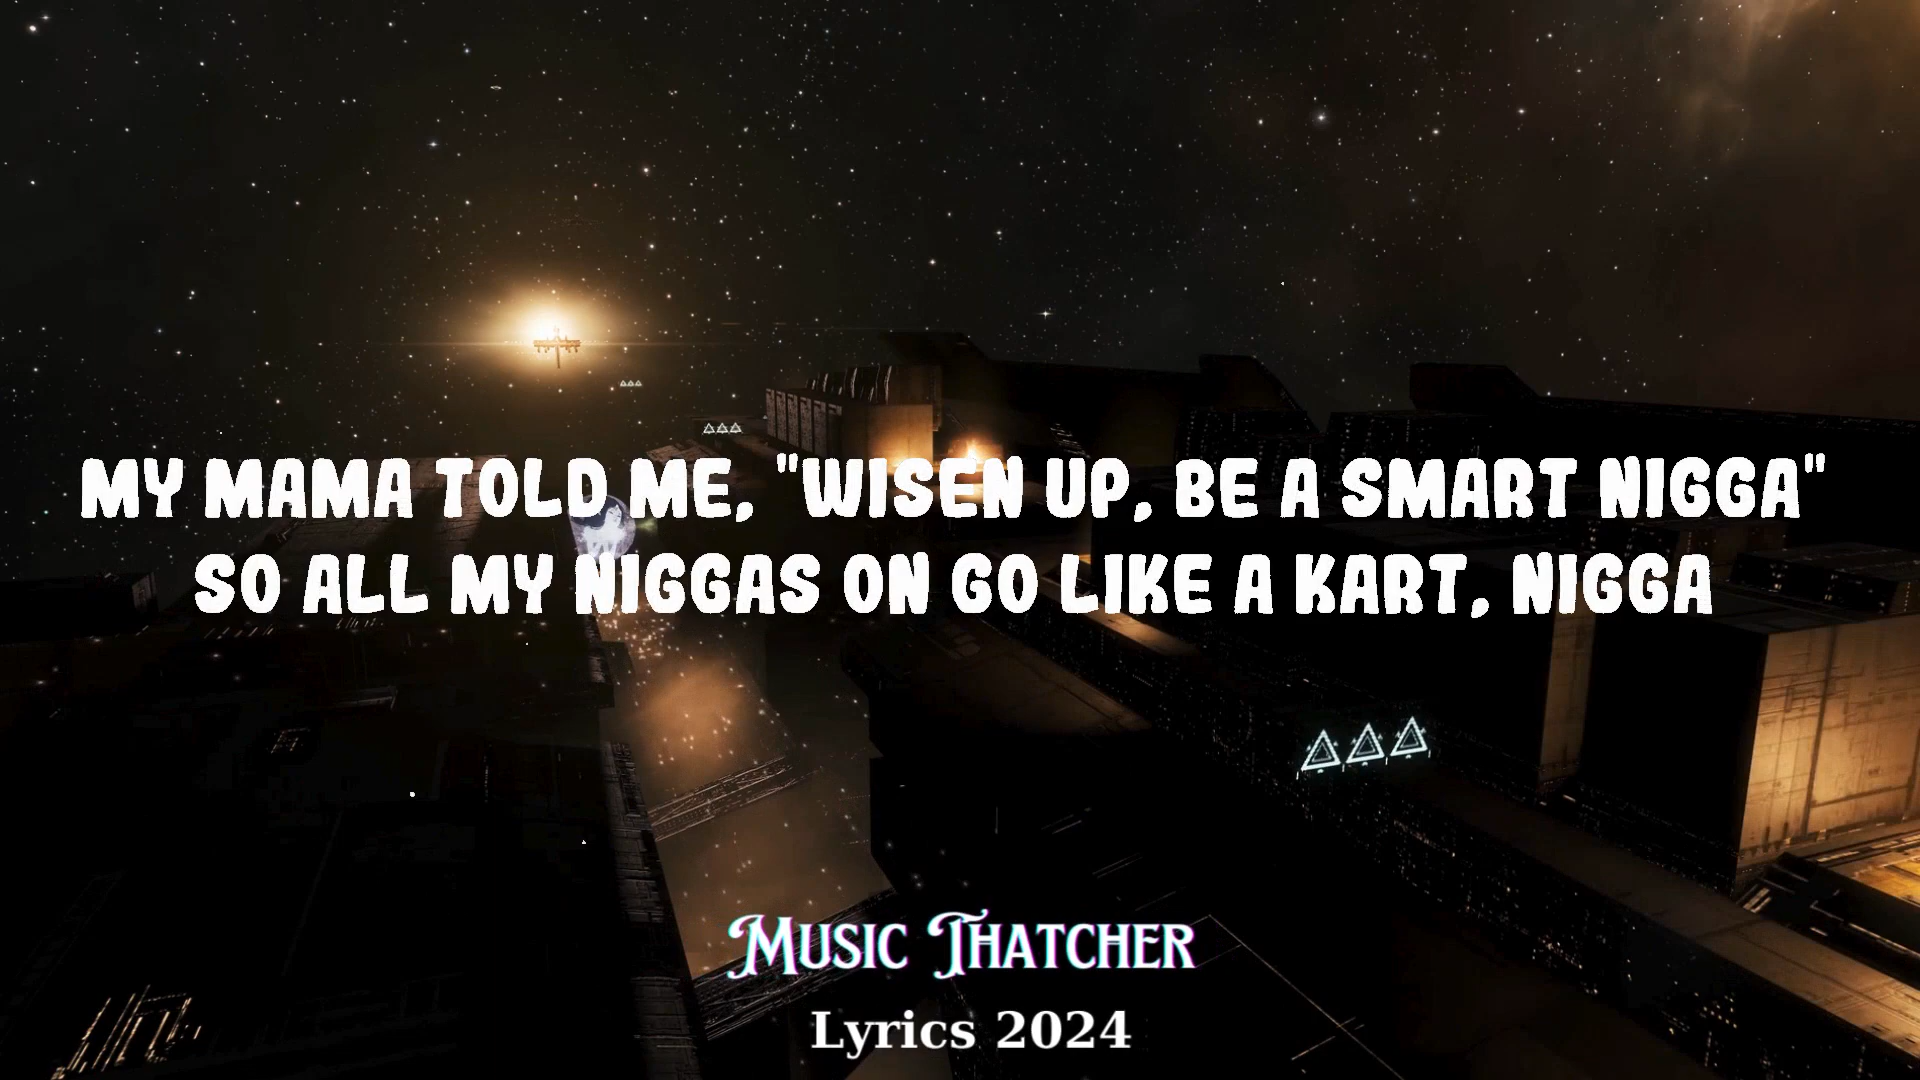 MY MAMA TOLD ME, "WISEN UP, BE A SMART NIGGA"
SO ALL MY NIGGAS ON GO LIKE A KART, NIGGA
Music Thatcher
Lyrics 2024